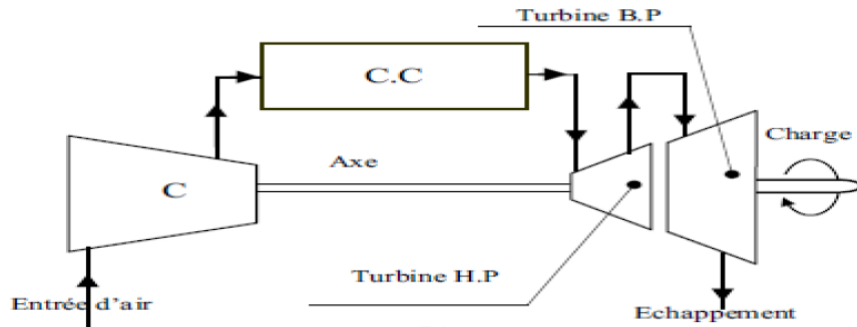 Turbine B.P
C.C
Charge
Axe
C
Turbine H.P
Entrée d'air
Echappement